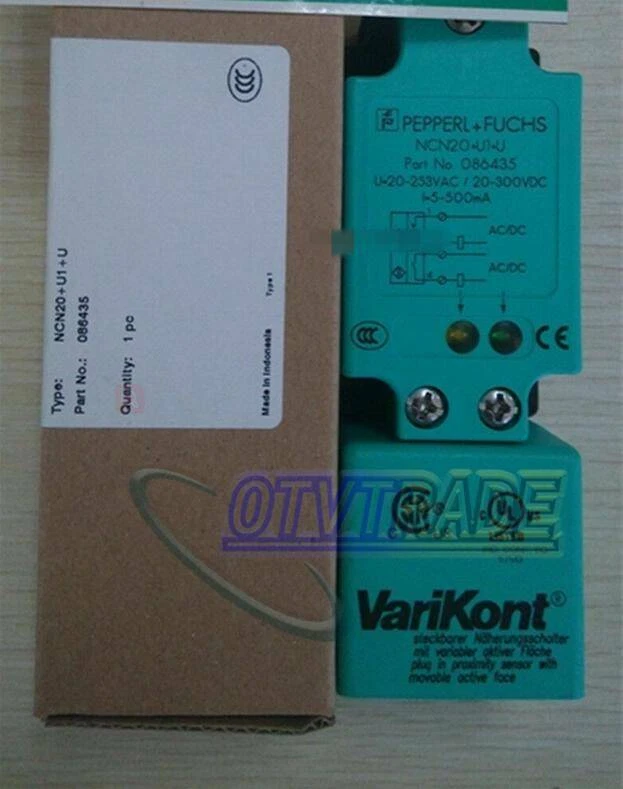 Type: NCN20+U1+U
Part No.: 086435
Quantity: 1 pc
Made in Indonesia
Type 1
PEPPERL+FUCHS
NCN20+U1+U
Part No. 086435
U=20-253VAC / 20-300VDC
I=5-500mA
AC/DC
AC/DC
CE
OTVTRADE
UL
VariKont®
steckbarer Näherungsschalter
mit variabler aktiver Fläche
plug in proximity sensor with
movable active face